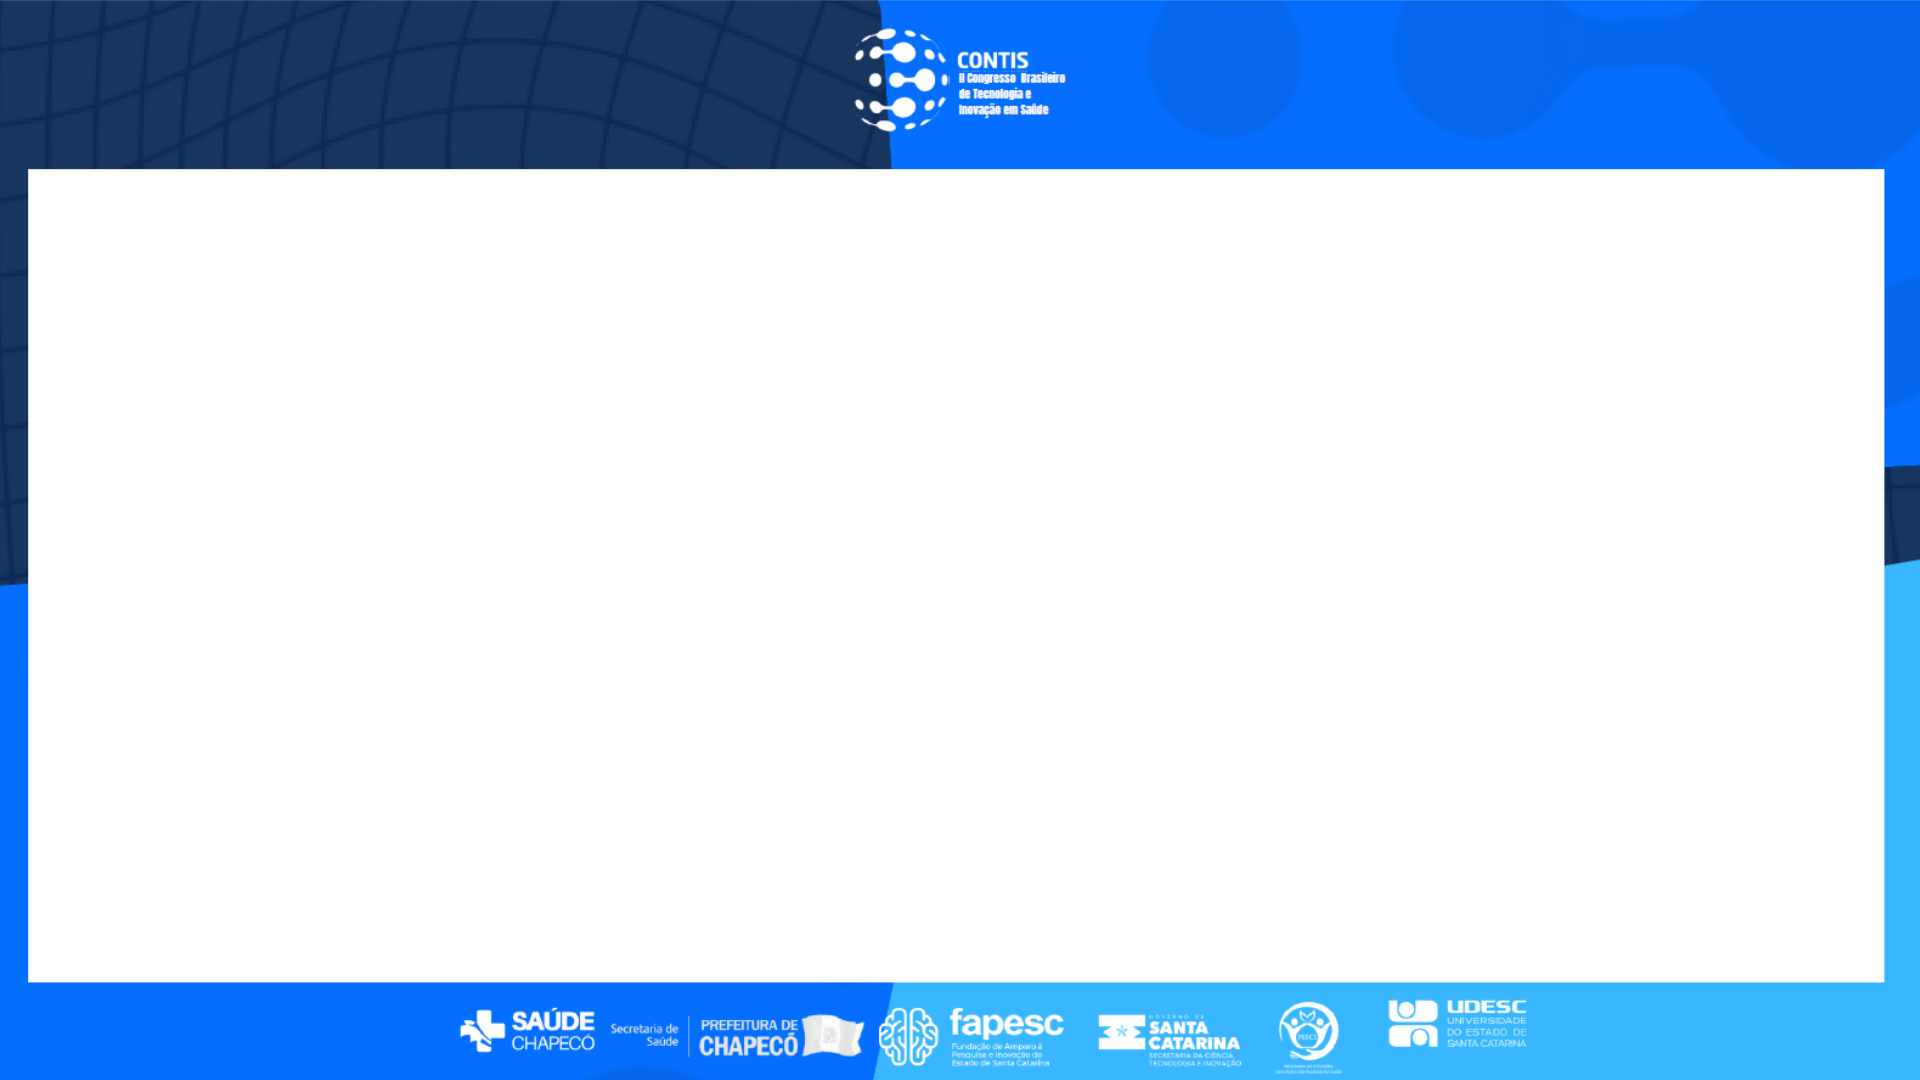 CONTIS
II Congresso Brasileiro
de Tecnologia e
Inovação em Saúde
SAÚDE
CHAPECÓ
Secretaria de
Saúde
PREFEITURA DE
CHAPECÓ
fapesc
Fundação de Amparo à
Pesquisa e Inovação do
Estado de Santa Catarina
GOVERNO DE
SANTA
CATARINA
SECRETARIA DA CIÊNCIA,
TECNOLOGIA E INOVAÇÃO
UDESC
UNIVERSIDADE
DO ESTADO DE
SANTA CATARINA